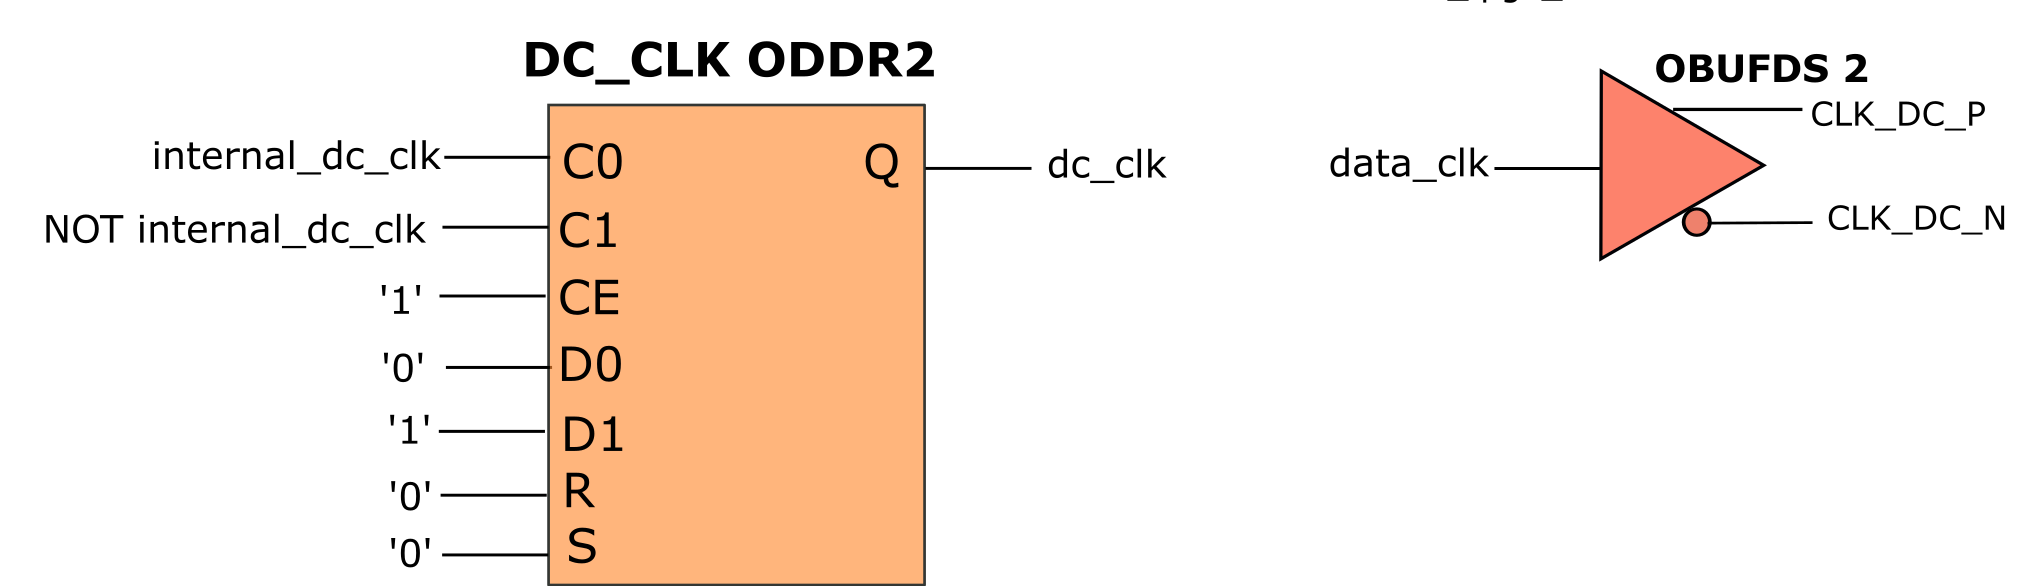 DC_CLK ODDR2
internal_dc_clk
C0
Q
dc_clk
NOT internal_dc_clk
C1
'1'
CE
'0'
D0
'1'
D1
'0'
R
'0'
S
OBUFDS 2
data_clk
CLK_DC_P
CLK_DC_N